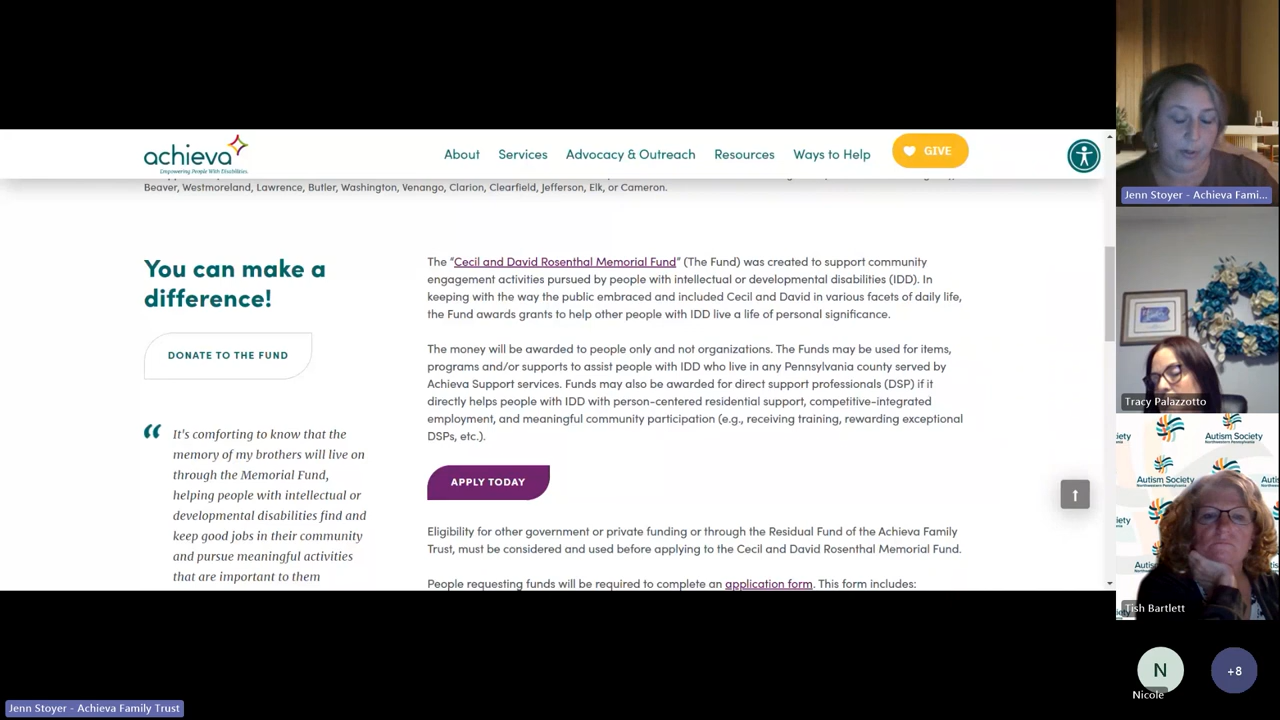 achieva
Empowering People With Disabilities
About
Services
Advocacy & Outreach
Resources
Ways to Help
GIVE
Beaver, Westmoreland, Lawrence, Butler, Washington, Venango, Clarion, Clearfield, Jefferson, Elk, or Cameron.
You can make a
difference!
DONATE TO THE FUND
“
It's comforting to know that the
memory of my brothers will live on
through the Memorial Fund,
helping people with intellectual or
developmental disabilities find and
keep good jobs in their community
and pursue meaningful activities
that are important to them
The “Cecil and David Rosenthal Memorial Fund” (The Fund) was created to support community
engagement activities pursued by people with intellectual or developmental disabilities (IDD). In
keeping with the way the public embraced and included Cecil and David in various facets of daily life,
the Fund awards grants to help other people with IDD live a life of personal significance.
The money will be awarded to people only and not organizations. The Funds may be used for items,
programs and/or supports to assist people with IDD who live in any Pennsylvania county served by
Achieva Support services. Funds may also be awarded for direct support professionals (DSP) if it
directly helps people with IDD with person-centered residential support, competitive-integrated
employment, and meaningful community participation (e.g., receiving training, rewarding exceptional
DSPs, etc.).
APPLY TODAY
Eligibility for other government or private funding or through the Residual Fund of the Achieva Family
Trust, must be considered and used before applying to the Cecil and David Rosenthal Memorial Fund.
People requesting funds will be required to complete an application form. This form includes:
Jenn Stoyer - Achieva Fami...
Tracy Palazzotto
Autism Society
Tish Bartlett
N
Nicole
+8
Jenn Stoyer - Achieva Family Trust